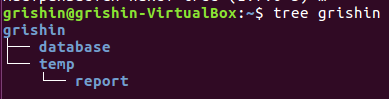 grishin@grishin-VirtualBox:~$ tree grishin
grishin
├── database
└── temp
    └── report